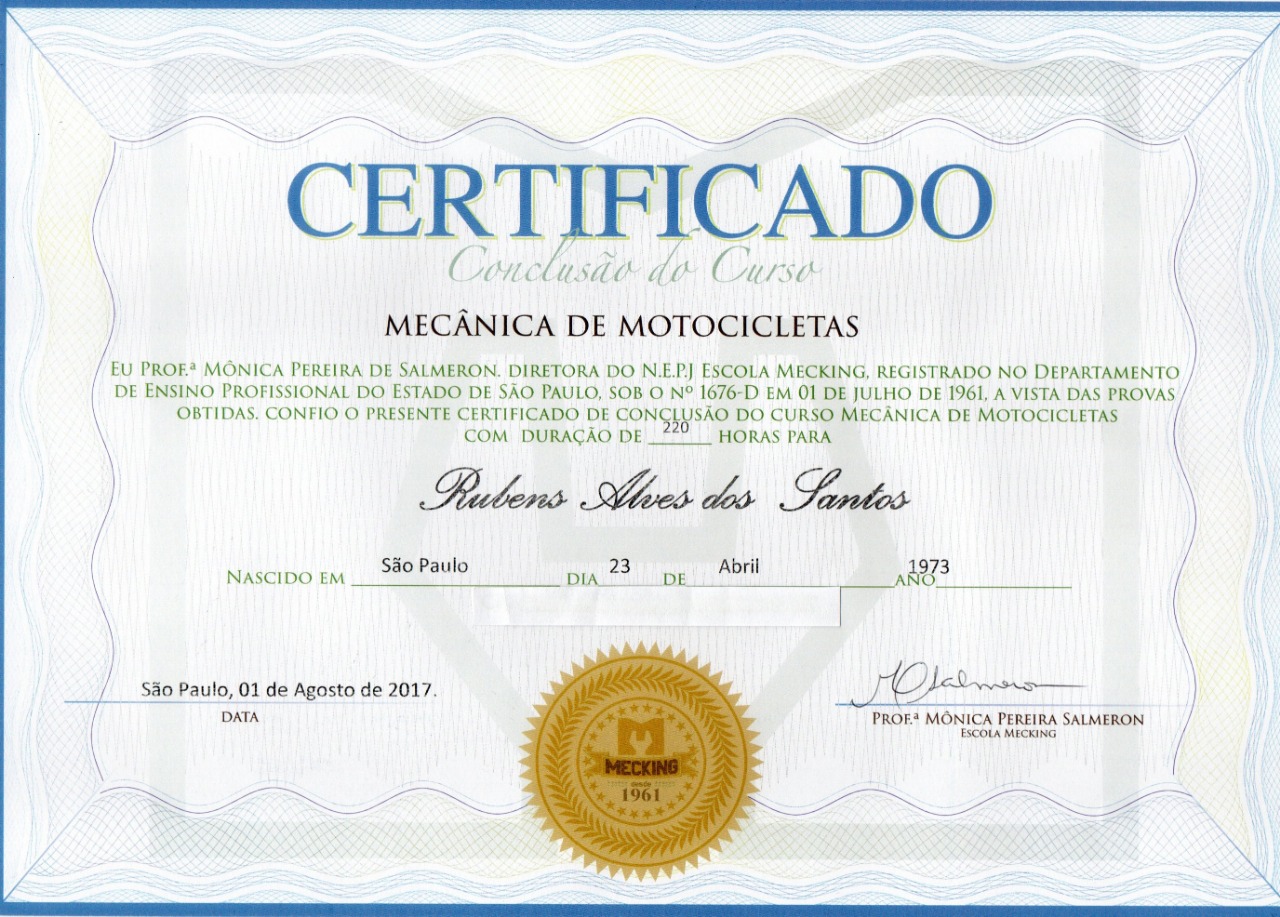 CERTIFICADO
Conclusão do Curso
MECÂNICA DE MOTOCICLETAS
EU PROF.ª MÔNICA PEREIRA DE SALMERON. DIRETORA DO N.E.P.J ESCOLA MECKING, REGISTRADO NO DEPARTAMENTO
DE ENSINO PROFISSIONAL DO ESTADO DE SÃO PAULO, SOB O Nº 1676-D EM 01 DE JULHO DE 1961, A VISTA DAS PROVAS
OBTIDAS. CONFIO O PRESENTE CERTIFICADO DE CONCLUSÃO DO CURSO MECÂNICA DE MOTOCICLETAS
COM DURAÇÃO DE 220 HORAS PARA
Rubens Alves dos Santos
NASCIDO EM São Paulo DIA 23 DE Abril ANO 1973
São Paulo, 01 de Agosto de 2017.
DATA
MOSalmeron
PROF.ª MÔNICA PEREIRA SALMERON
ESCOLA MECKING
MECKING
desde
1961